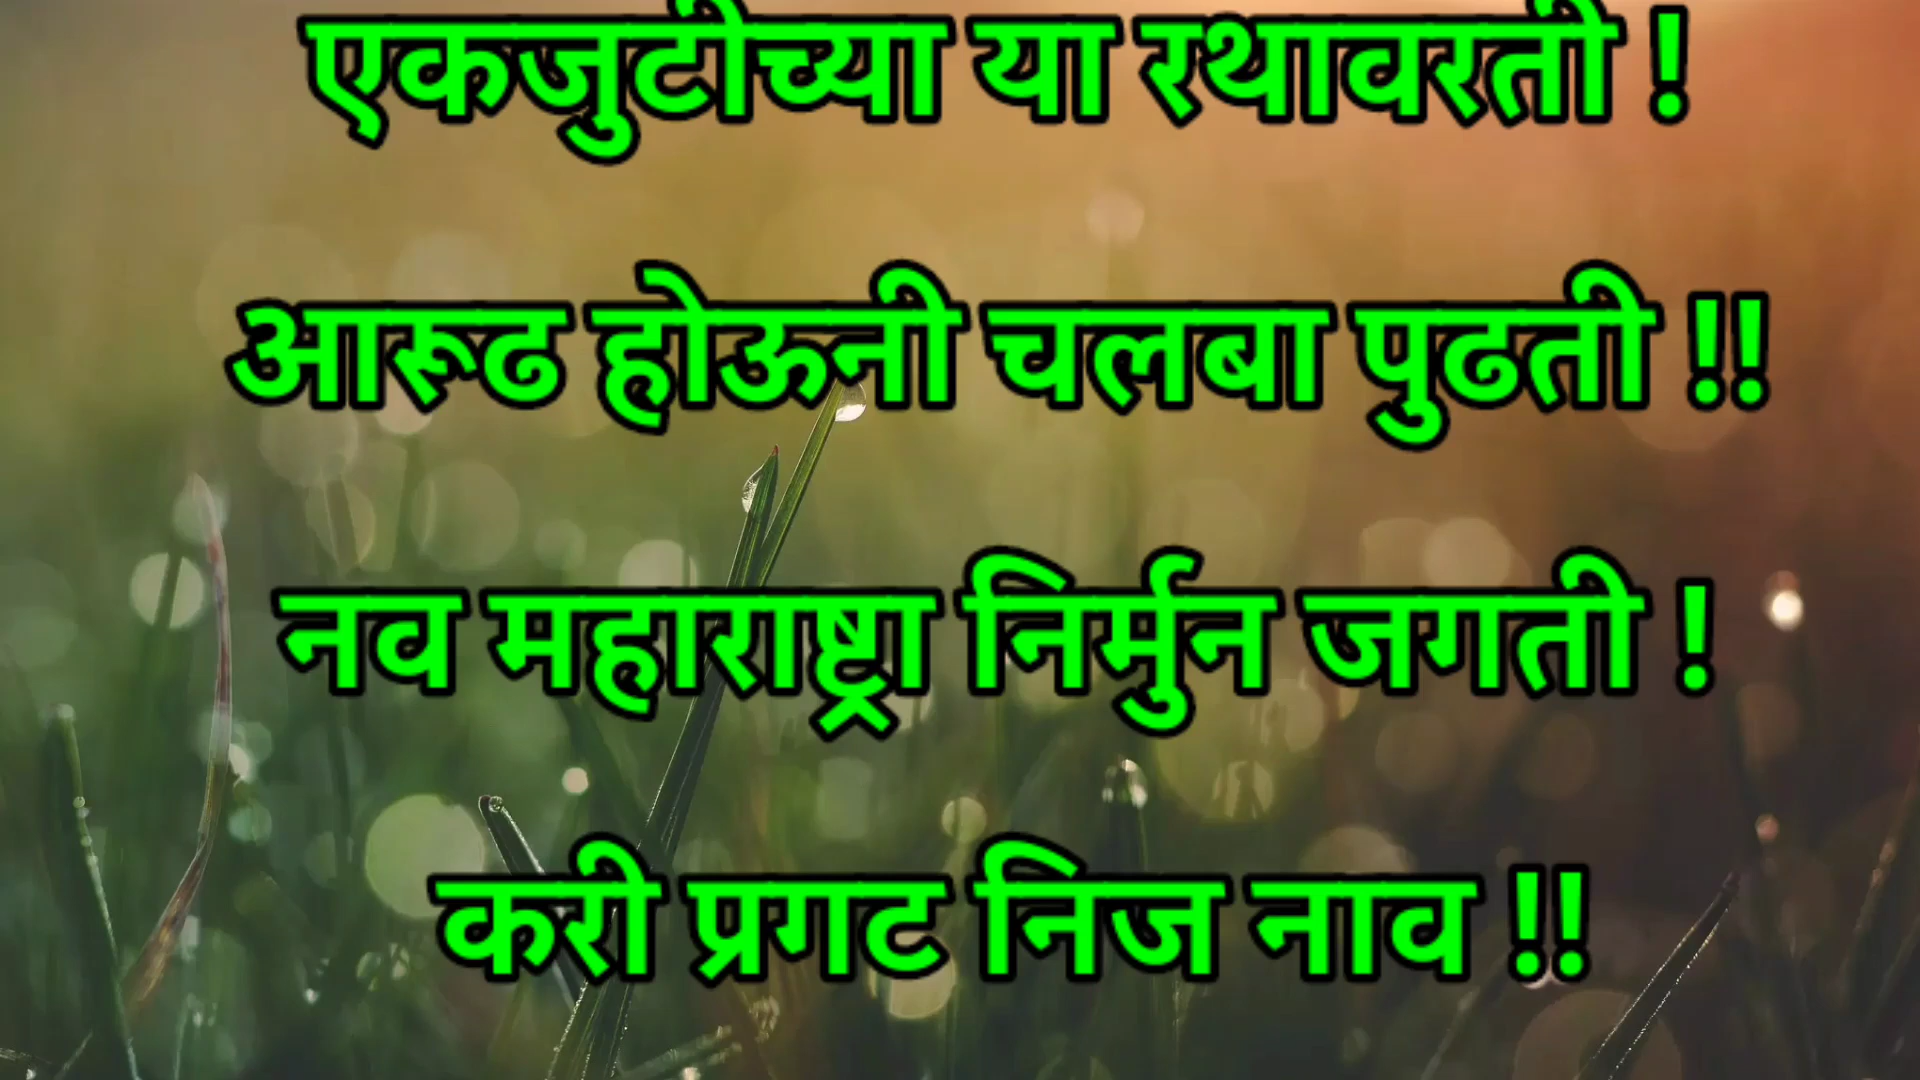 एकजुटीच्या या रथावरती !
आरूढ होऊनी चलबा पुढती !!
नव महाराष्ट्रा निर्मुन जगती !
करी प्रगट निज नाव !!